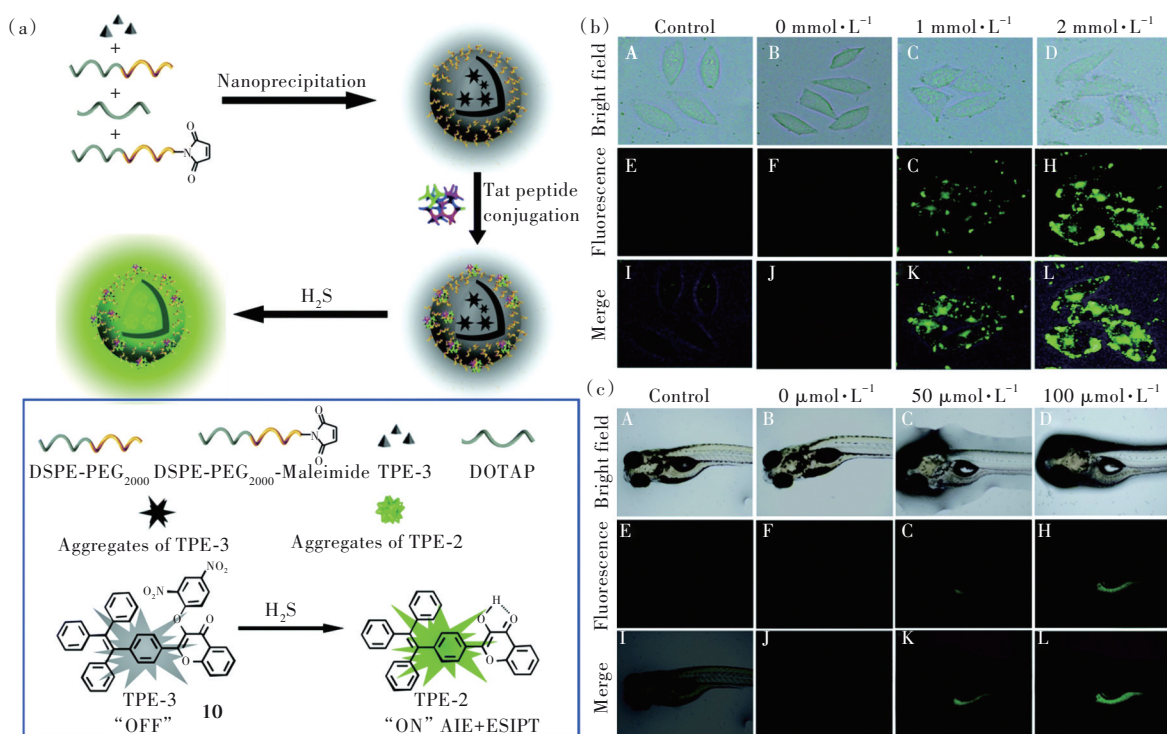 (a)
+
+
+
N
O
O
Nanoprecipitation
Tat peptide
conjugation
H₂S
N
O
O
DSPE-PEG₂₀₀₀ DSPE-PEG₂₀₀₀-Maleimide TPE-3 DOTAP
Aggregates of TPE-3 Aggregates of TPE-2
NO₂
O₂N
O
O
O
H₂S
H
O
O
O
TPE-3 10 TPE-2
“OFF” “ON” AIE+ESIPT
(b) Control 0 mmol·L⁻¹ 1 mmol·L⁻¹ 2 mmol·L⁻¹
Bright field
A B C D
Fluorescence
E F C H
Merge
I J K L
(c) Control 0 μmol·L⁻¹ 50 μmol·L⁻¹ 100 μmol·L⁻¹
Bright field
A B C D
Fluorescence
E F C H
Merge
I J K L